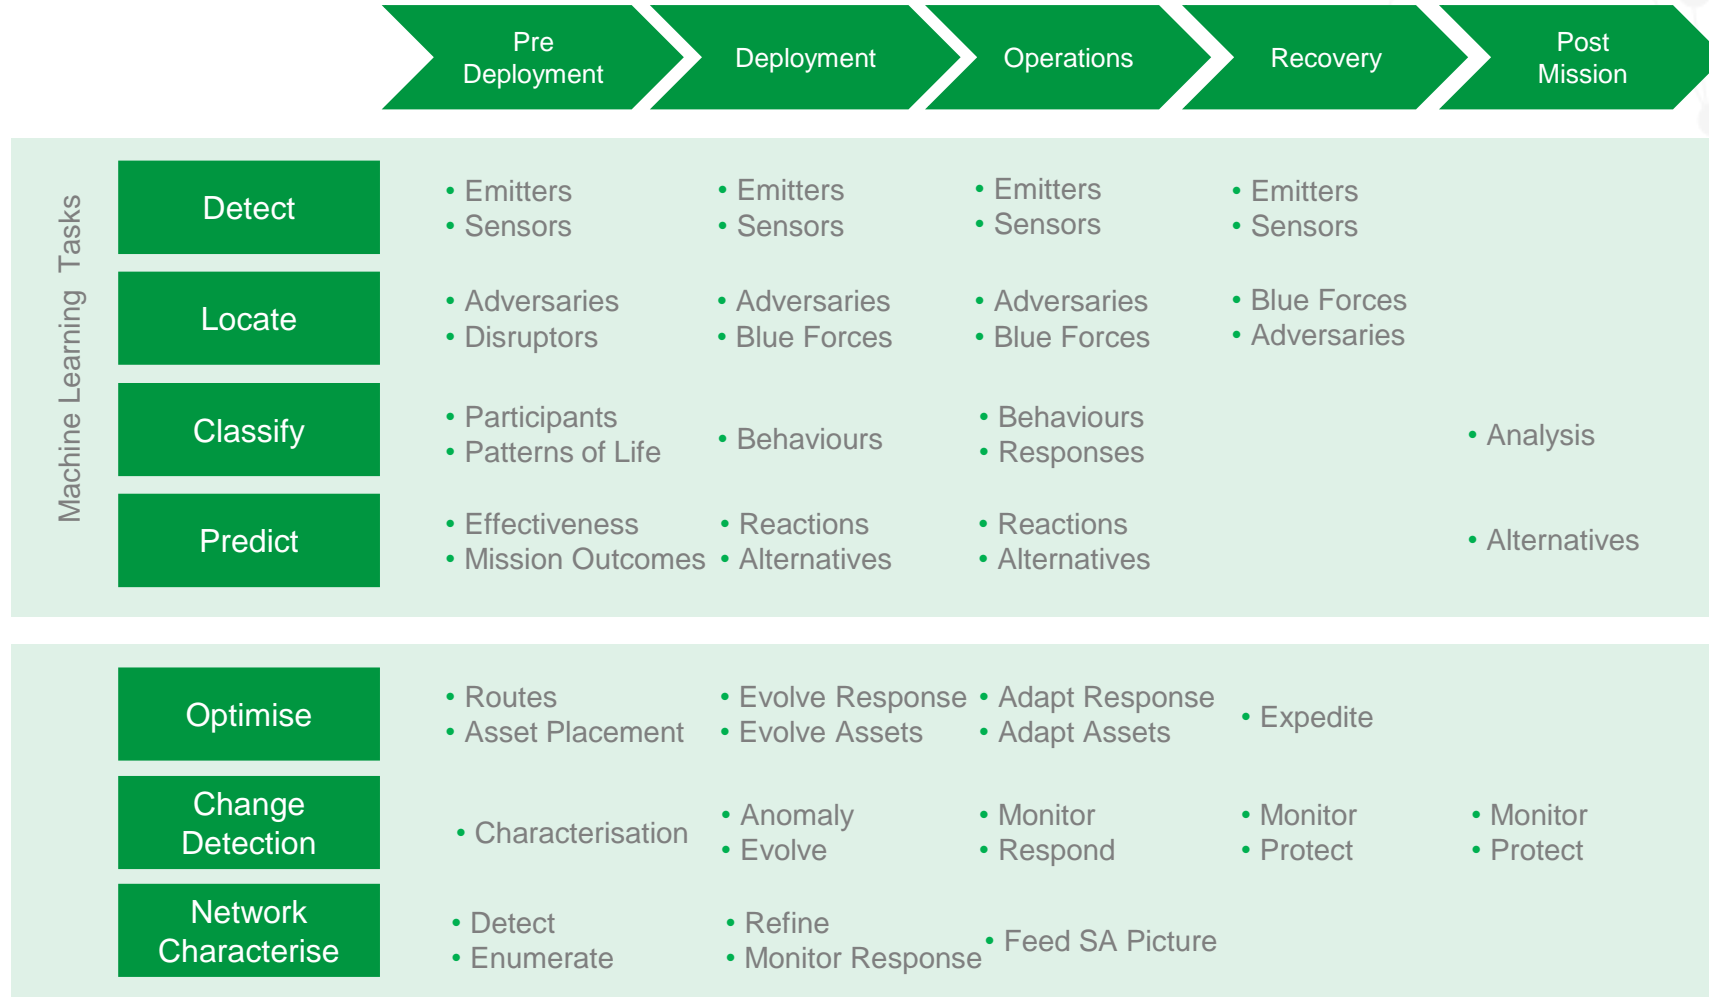 Pre
Deployment
Deployment
Operations
Recovery
Post
Mission
Machine Learning Tasks
Detect
• Emitters
• Sensors
• Emitters
• Sensors
• Emitters
• Sensors
• Emitters
• Sensors
Locate
• Adversaries
• Disruptors
• Adversaries
• Blue Forces
• Adversaries
• Blue Forces
• Blue Forces
• Adversaries
Classify
• Participants
• Patterns of Life
• Behaviours
• Behaviours
• Responses
• Analysis
Predict
• Effectiveness
• Mission Outcomes
• Reactions
• Alternatives
• Reactions
• Alternatives
• Alternatives
Optimise
• Routes
• Asset Placement
• Evolve Response
• Evolve Assets
• Adapt Response
• Adapt Assets
• Expedite
Change
Detection
• Characterisation
• Anomaly
• Evolve
• Monitor
• Respond
• Monitor
• Protect
• Monitor
• Protect
Network
Characterise
• Detect
• Enumerate
• Refine
• Monitor Response
• Feed SA Picture